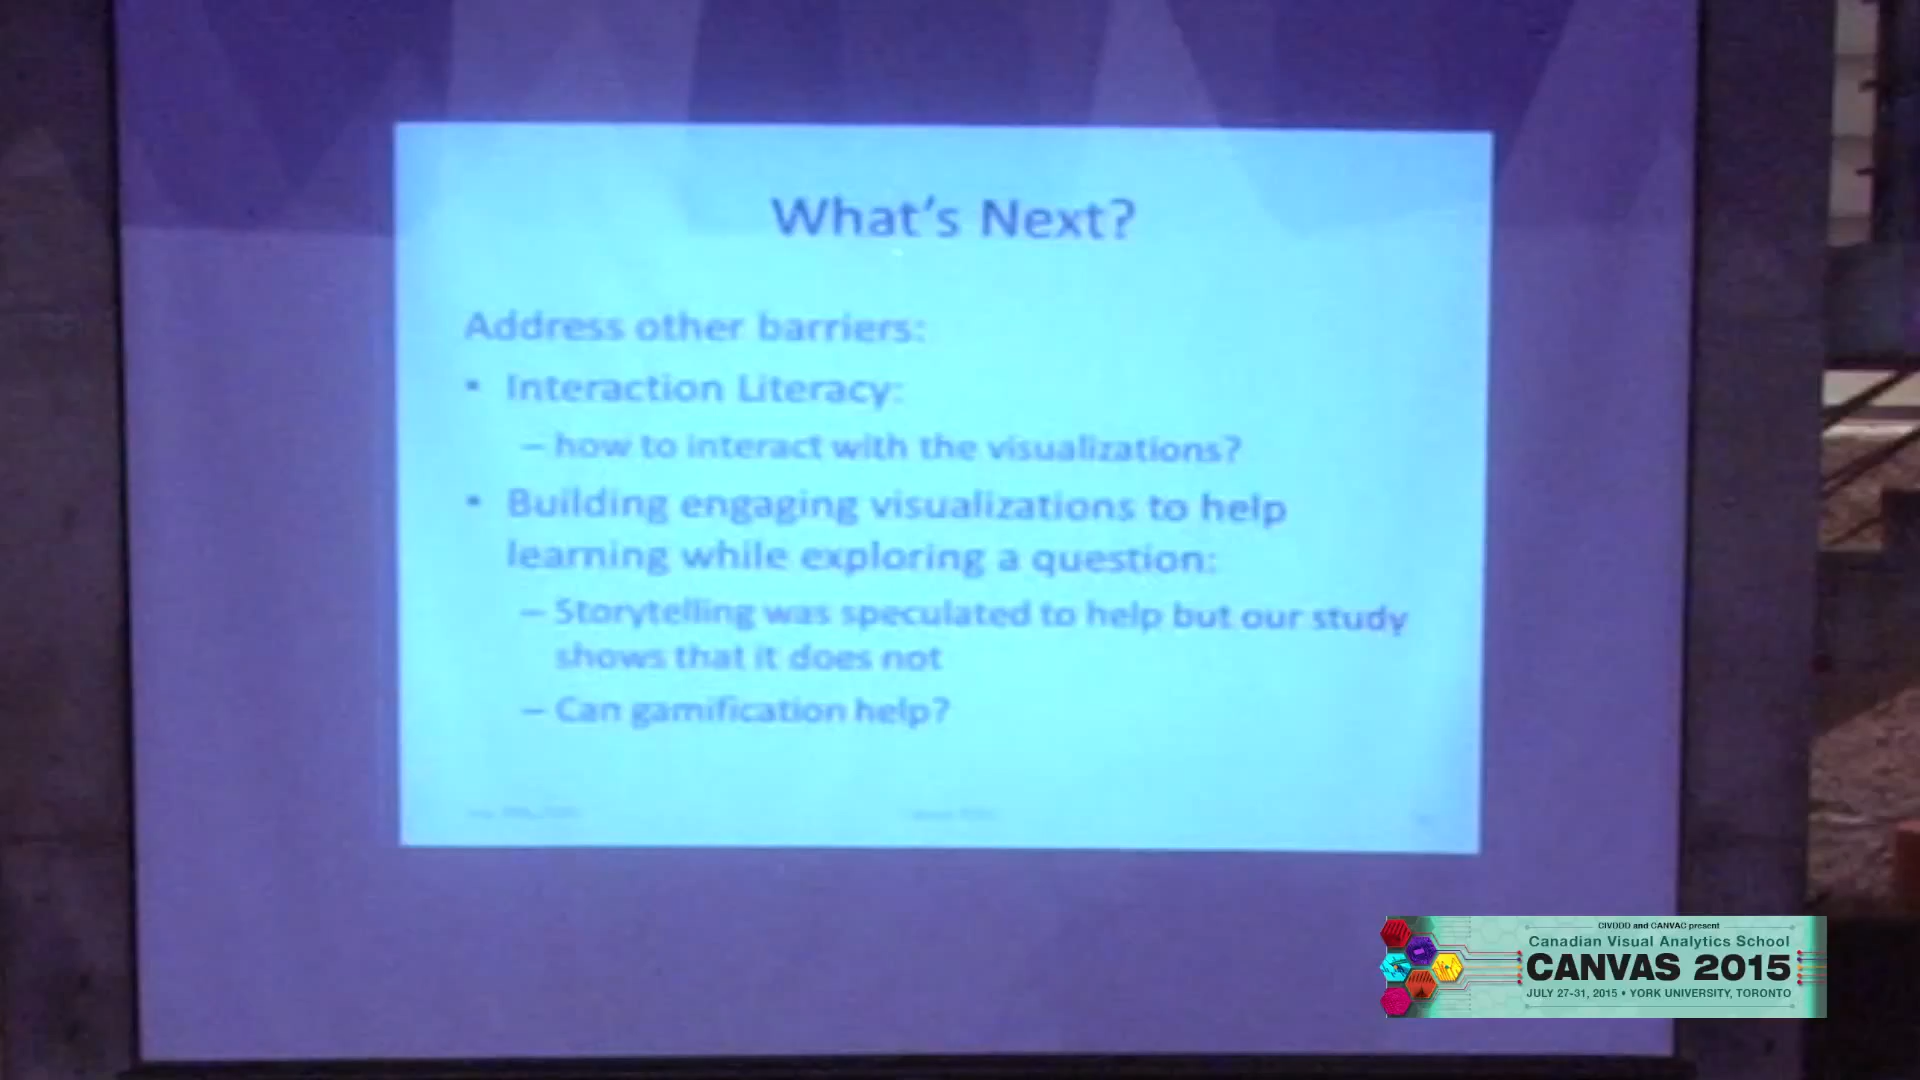 What's Next?
Address other barriers:
▪ Interaction Literacy:
– how to interact with the visualizations?
▪ Building engaging visualizations to help
learning while exploring a question:
– Storytelling was speculated to help but our study
shows that it does not
– Can gamification help?
CIVDDD and CANVAC present
Canadian Visual Analytics School
CANVAS 2015
JULY 27-31, 2015 • YORK UNIVERSITY, TORONTO